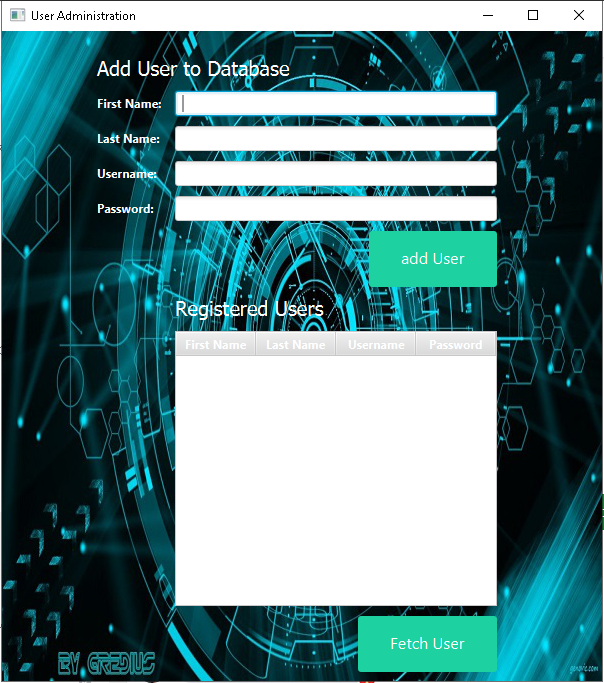 User Administration
Add User to Database
First Name:
Last Name:
Username:
Password:
add User
Registered Users
First Name Last Name Username Password
Fetch User
BY GREDIUS